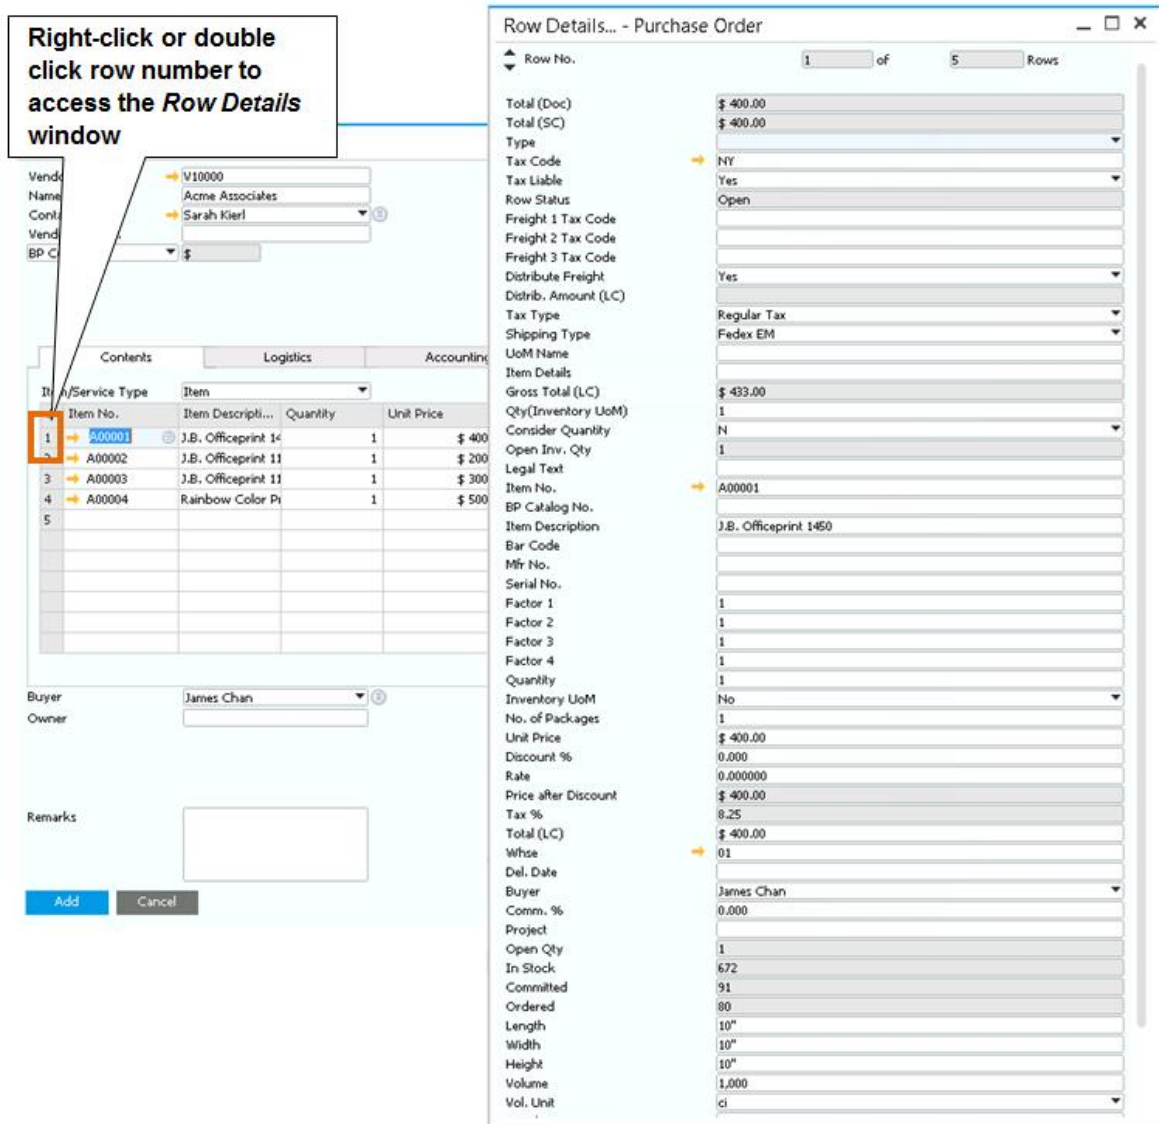 Right-click or double
click row number to
access the Row Details
window
Vendo V10000
Name Acme Associates
Conta Sarah Kierl
Vend
BP C $
Contents Logistics Accounting
Item/Service Type Item
Item No. Item Descripti... Quantity Unit Price
1 A00001 J.B. Officeprint 14 1 $ 400
2 A00002 J.B. Officeprint 11 1 $ 200
3 A00003 J.B. Officeprint 11 1 $ 300
4 A00004 Rainbow Color Pr 1 $ 500
5
Buyer James Chan
Owner
Remarks
Add Cancel
Row Details... - Purchase Order
Row No. 1 of 5 Rows
Total (Doc) $ 400.00
Total (SC) $ 400.00
Type
Tax Code NY
Tax Liable Yes
Row Status Open
Freight 1 Tax Code
Freight 2 Tax Code
Freight 3 Tax Code
Distribute Freight Yes
Distrib. Amount (LC)
Tax Type Regular Tax
Shipping Type Fedex EM
UoM Name
Item Details
Gross Total (LC) $ 433.00
Qty(Inventory UoM) 1
Consider Quantity N
Open Inv. Qty 1
Legal Text
Item No. A00001
BP Catalog No.
Item Description J.B. Officeprint 1450
Bar Code
Mfr No.
Serial No.
Factor 1 1
Factor 2 1
Factor 3 1
Factor 4 1
Quantity 1
Inventory UoM No
No. of Packages 1
Unit Price $ 400.00
Discount % 0.000
Rate 0.000000
Price after Discount $ 400.00
Tax % 8.25
Total (LC) $ 400.00
Whse 01
Del. Date
Buyer James Chan
Comm. % 0.000
Project
Open Qty 1
In Stock 672
Committed 91
Ordered 80
Length 10"
Width 10"
Height 10"
Volume 1,000
Vol. Unit ci